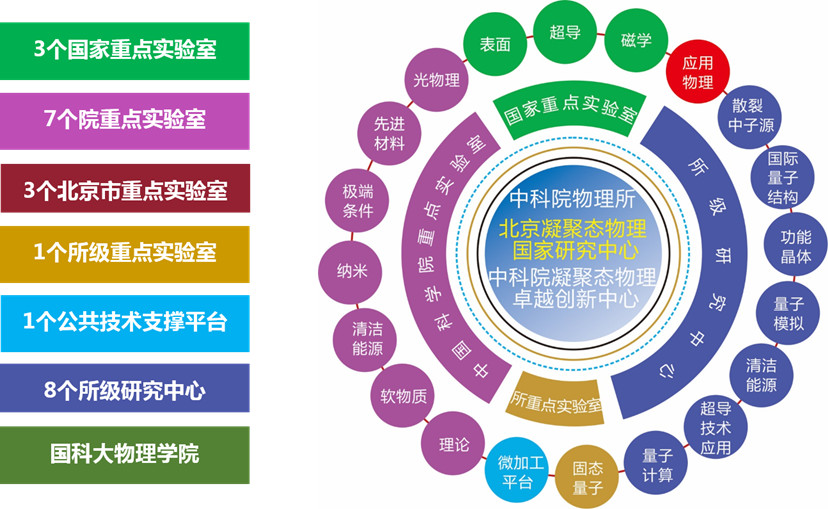 3个国家重点实验室
7个院重点实验室
3个北京市重点实验室
1个所级重点实验室
1个公共技术支撑平台
8个所级研究中心
国科大物理学院
中科院物理所
北京凝聚态物理
国家研究中心
中科院凝聚态物理
卓越创新中心
国家重点实验室
所级研究中心
所重点实验室
中国科学院重点实验室
表面
超导
磁学
应用
物理
散裂
中子源
国际
量子
结构
功能
晶体
量子
模拟
清洁
能源
超导
技术
应用
量子
计算
固态
量子
微加工
平台
理论
软物质
清洁
能源
纳米
极端
条件
先进
材料
光物理